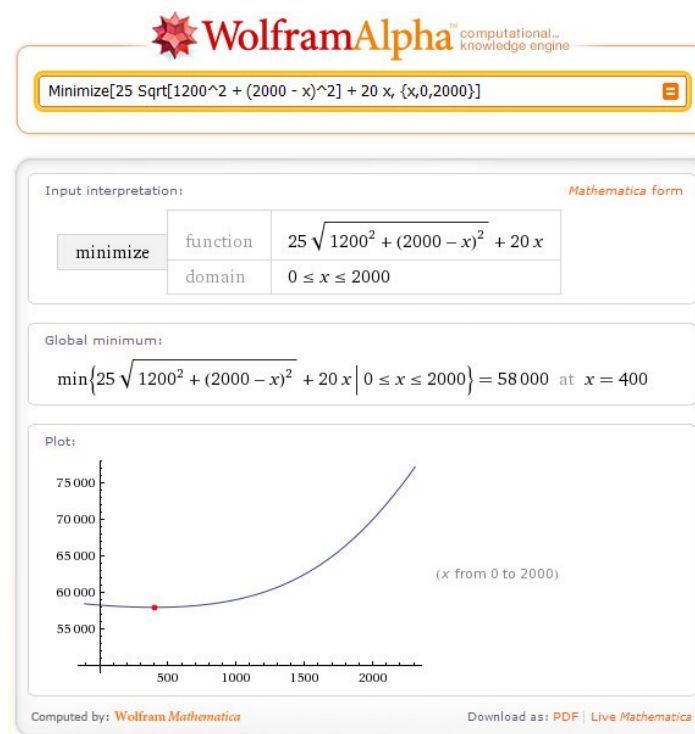 WolframAlpha™ computational... knowledge engine
Minimize[25 Sqrt[1200^2 + (2000 - x)^2] + 20 x, {x,0,2000}]
Input interpretation:
Mathematica form
minimize
function
25 √(1200² + (2000 − x)²) + 20 x
domain
0 ≤ x ≤ 2000
Global minimum:
min{25 √(1200² + (2000 − x)²) + 20 x | 0 ≤ x ≤ 2000} = 58 000 at x = 400
Plot:
75 000
70 000
65 000
60 000
55 000
500 1000 1500 2000
(x from 0 to 2000)
Computed by: Wolfram Mathematica
Download as: PDF | Live Mathematica